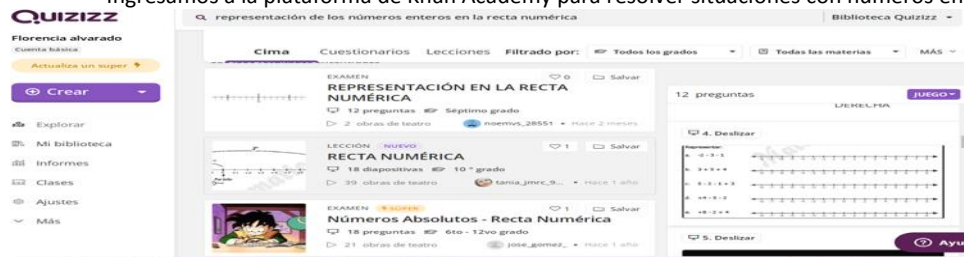 Ingresamos a la plataforma de Khan Academy para resolver situaciones con números en
QUIZIZZ
representación de los números enteros en la recta numérica
Biblioteca Quizizz
Florencia alvarado
Cuenta básica
Actualiza un super
Crear
Explorar
Mi biblioteca
Informes
Clases
Ajustes
Más
Cima Cuestionarios Lecciones Filtrado por: Todos los grados Todas las materias MÁS
EXAMEN 0 Salvar
REPRESENTACIÓN EN LA RECTA
NUMÉRICA
12 preguntas Séptimo grado
2 obras de teatro noemvs_28551 • Hace 2 meses
LECCIÓN NUEVO 1 Salvar
RECTA NUMÉRICA
18 diapositivas 10 º grado
39 obras de teatro tania_jmrc_9... • Hace 1 año
EXAMEN SÚPER 1 Salvar
Números Absolutos - Recta Numérica
18 preguntas 6to - 12vo grado
21 obras de teatro jose_gomez_ • Hace 1 año
12 preguntas JUEGO
DERECHA
4. Deslizar
Representar:
5. Deslizar
Ayu